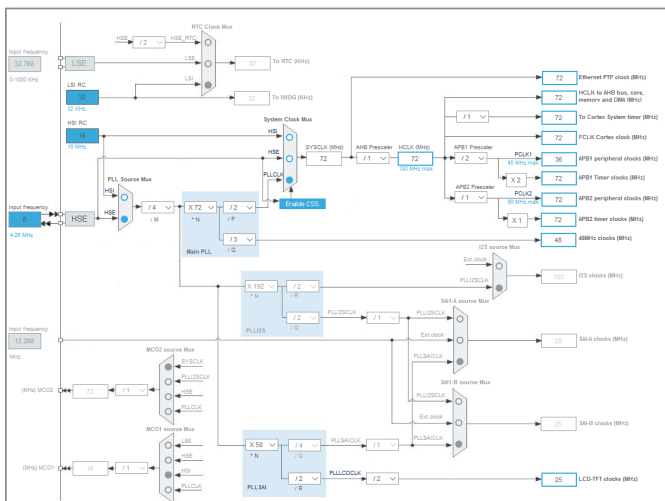 RTC Clock Mux
HSE
/ 2
HSE_RTC
Input frequency
32.768
LSE
LSE
32
To RTC (KHz)
0-1000 KHz
LSI
LSI RC
32
32
To IWDG (KHz)
32 KHz
HSI RC
16
16 MHz
System Clock Mux
HSI
HSE
PLLCLK
Enable CSS
SYSCLK (MHz)
72
AHB Prescaler
/ 1
HCLK (MHz)
72
180 MHz max
72
Ethernet PTP clock (MHz)
72
HCLK to AHB bus, core,
memory and DMA (MHz)
/ 1
72
To Cortex System timer (MHz)
72
FCLK Cortex clock (MHz)
APB1 Prescaler
/ 2
PCLK1
45 MHz max
36
APB1 peripheral clocks (MHz)
X 2
72
APB1 Timer clocks (MHz)
APB2 Prescaler
/ 1
PCLK2
90 MHz max
72
APB2 peripheral clocks (MHz)
X 1
72
APB2 timer clocks (MHz)
48
48MHz clocks (MHz)
PLL Source Mux
HSI
HSE
Input frequency
8
HSE
4-26 MHz
/ 4
/ M
X 72
* N
/ 2
/ P
/ 3
/ Q
Main PLL
I2S source Mux
Ext clock
PLLI2SCLK
192
I2S clocks (MHz)
X 192
* N
/ 2
/ R
/ 2
/ Q
PLLI2S
PLLI2SCLK
/ 1
SAI1-A source Mux
PLLI2SCLK
Ext.clock
PLLSAICLK
25
SAI-A clocks (MHz)
Input frequency
12.288
MHz
MCO2 source Mux
SYSCLK
PLLI2SCLK
HSE
PLLCLK
(MHz) MCO2
72
/ 1
SAI1-B source Mux
PLLI2SCLK
Ext clock
PLLSAICLK
25
SAI-B clocks (MHz)
MCO1 source Mux
LSE
HSE
HSI
PLLCLK
(MHz) MCO1
16
/ 1
X 50
* N
/ 4
/ Q
PLLSAICLK
/ 1
/ 2
/ R
PLLSAI
PLLLCDCLK
/ 2
25
LCD-TFT clocks (MHz)